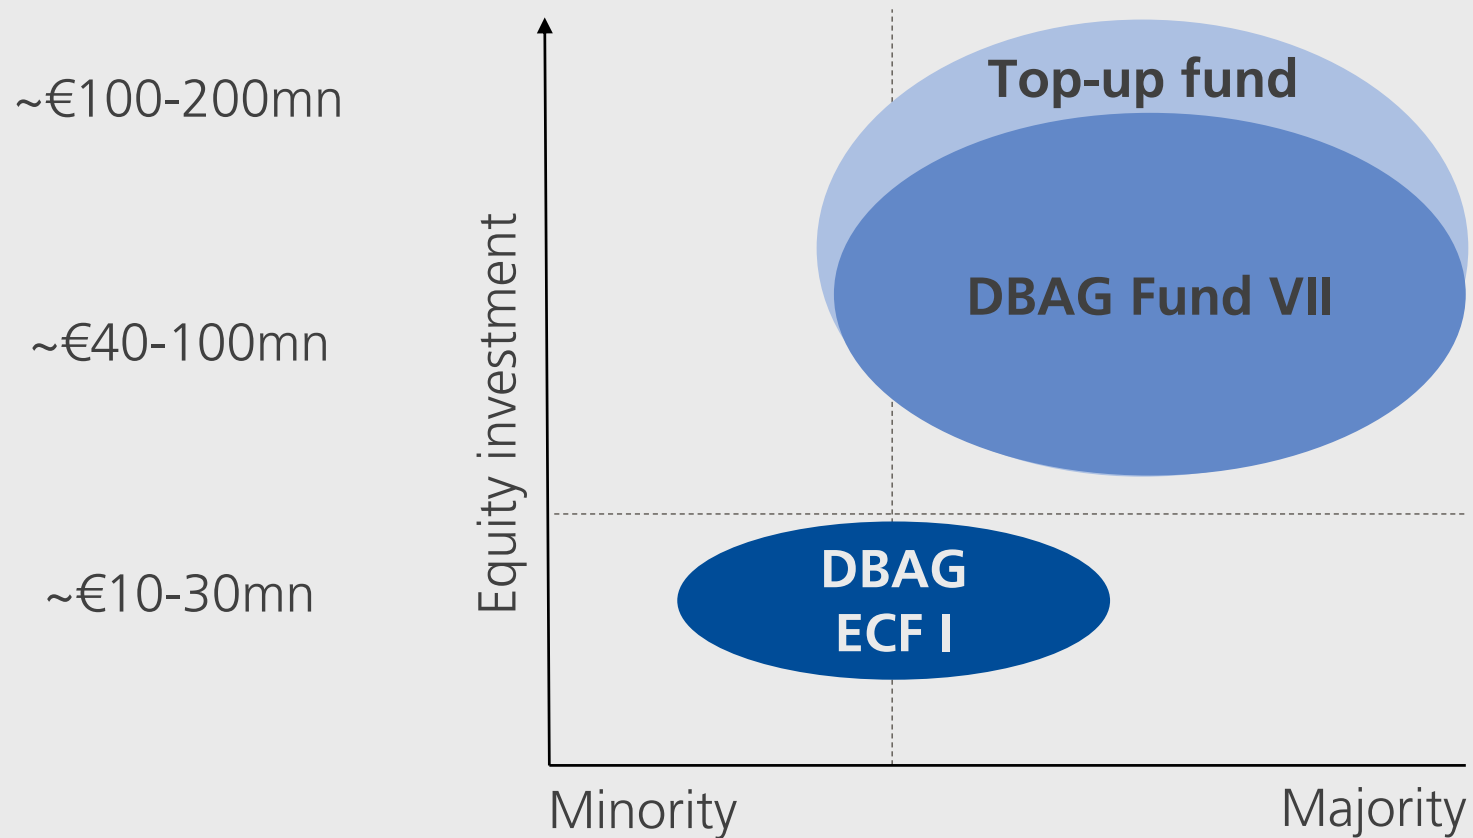 ~€100-200mn
~€40-100mn
~€10-30mn
Equity investment
Top-up fund
DBAG Fund VII
DBAG
ECF I
Minority
Majority